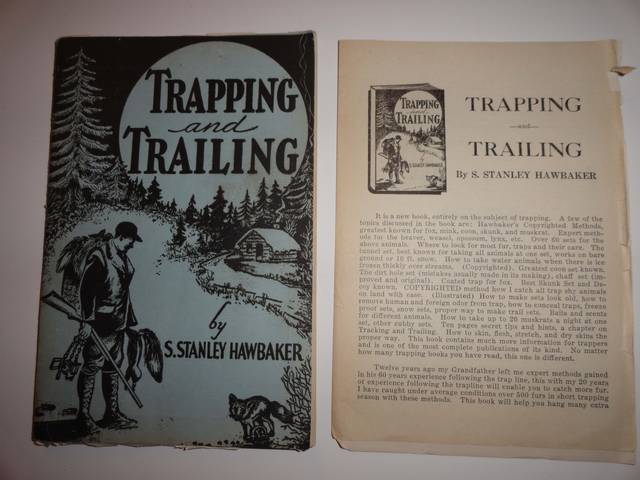 TRAPPING
and
TRAILING
by
S. STANLEY HAWBAKER
TRAPPING
and
TRAILING
by
S. STANLEY HAWBAKER
TRAPPING
—and—
TRAILING
By S. STANLEY HAWBAKER
It is a new book, entirely on the subject of trapping. A few of the
topics discussed in the book are: Hawbaker's Copyrighted Methods,
greatest known for fox, mink, coon, skunk, and muskrat. Expert meth-
ods for the beaver, weasel, opossum, lynx, etc. Over 60 sets for the
above animals. Where to look for most fur, traps and their care. The
tunnel set, best known for taking all animals at one set, works on bare
ground or 10 ft. snow. How to take water animals when there is ice
frozen thickly over streams. (Copyrighted). Greatest coon set known.
The dirt hole set (mistakes usually made in its making), chaff set (im-
proved and original). Coated trap for fox. Best Skunk Set and De-
coy known. COPYRIGHTED method how I catch all trap shy animals
on land with ease. (Illustrated) How to make sets look old, how to
remove human and foreign odor from trap, how to conceal traps, freeze
proof sets, snow sets, proper way to make trail sets. Baits and scents
for different animals. How to take up to 20 muskrats a night at one
set, other rubby sets. Ten pages secret tips and hints, a chapter on
Tracking and Trailing. How to skin, flesh, stretch, and dry skins the
proper way. This book contains much more information for trappers
and is one of the most complete publications of its kind. No matter
how many trapping books you have read, this one is different.
Twelve years ago my Grandfather left me expert methods gained
in his 60 years experience following the trap line, this with my 20 years
of experience following the trapline will enable you to catch more fur.
I have caught under average conditions over 500 furs in short trapping
season with these methods. This book will help you hang many extra